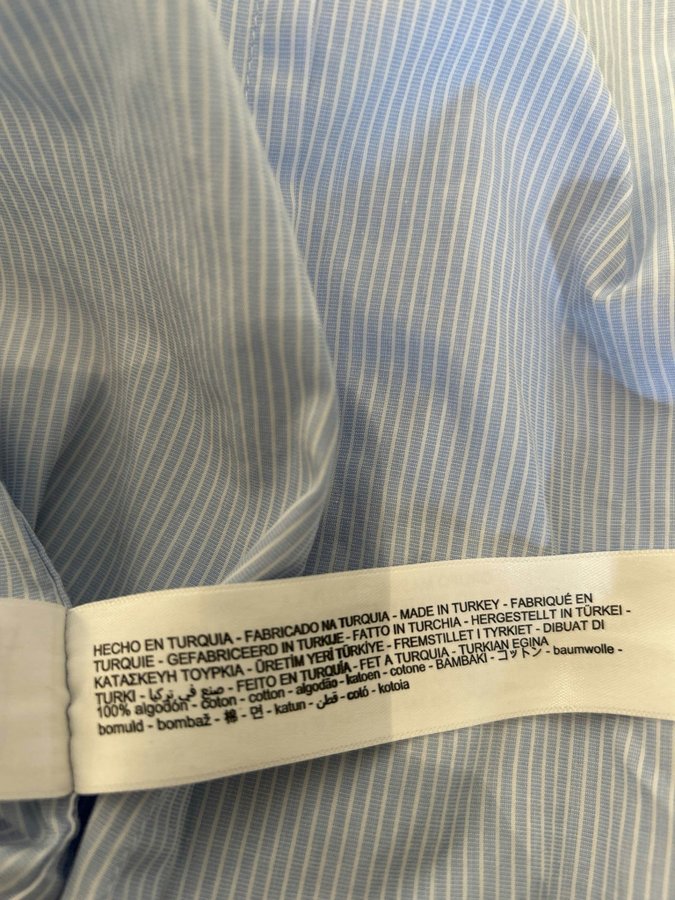 HECHO EN TURQUIA - FABRICADO NA TURQUIA - MADE IN TURKEY - FABRIQUÉ EN
TURQUIE - GEFABRICEERD IN TURKIJE - FATTO IN TURCHIA - HERGESTELLT IN TÜRKEI -
ΚΑΤΑΣΚΕΥΗ ΤΟΥΡΚΙΑ - ÜRETİM YERİ TÜRKİYE - FREMSTILLET I TYRKIET - DIBUAT DI
TURKI - صنع في تركيا - FEITO EN TURQUÍA - FET A TURQUIA - TURKIAN EGINA
100% algodón - coton - cotton - algodão - katoen - cotone - ΒΑΜΒΑΚΙ - コットン - baumwolle -
bomuld - bombaž - 棉 - 면 - katun - قطن - coló - kotoia